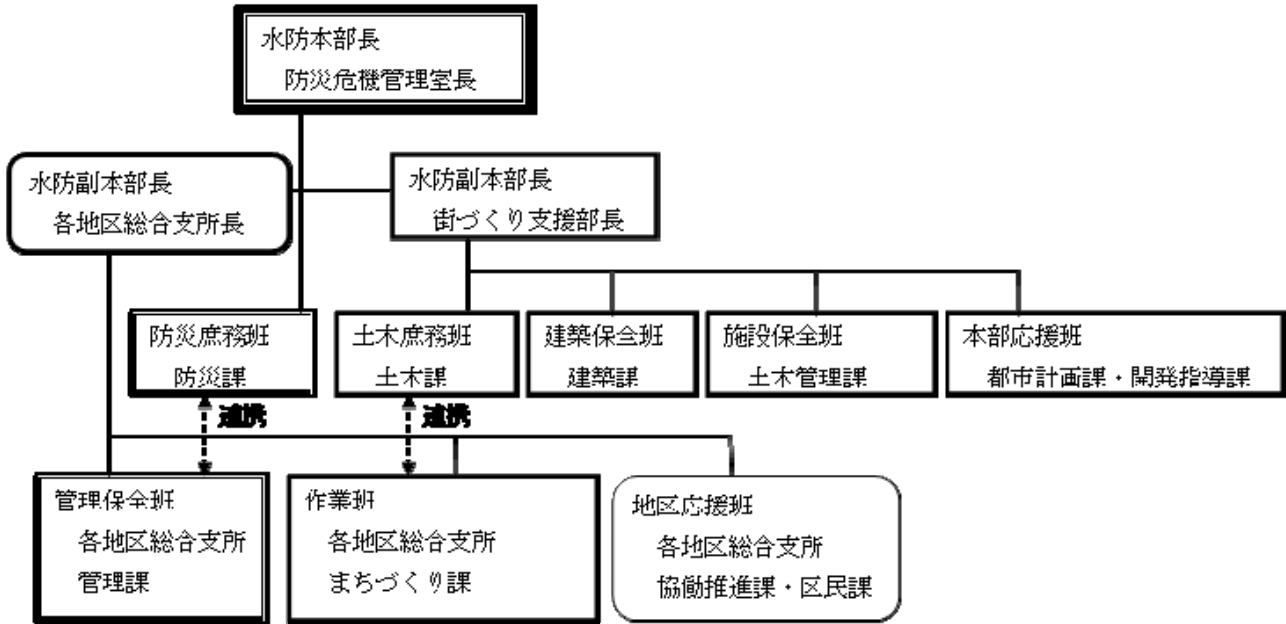 水防本部長
防災危機管理室長
水防副本部長
各地区総合支所長
水防副本部長
街づくり支援部長
防災庶務班
防災課
土木庶務班
土木課
建築保全班
建築課
施設保全班
土木管理課
本部応援班
都市計画課・開発指導課
連携
連携
管理保全班
各地区総合支所
管理課
作業班
各地区総合支所
まちづくり課
地区応援班
各地区総合支所
協働推進課・区民課